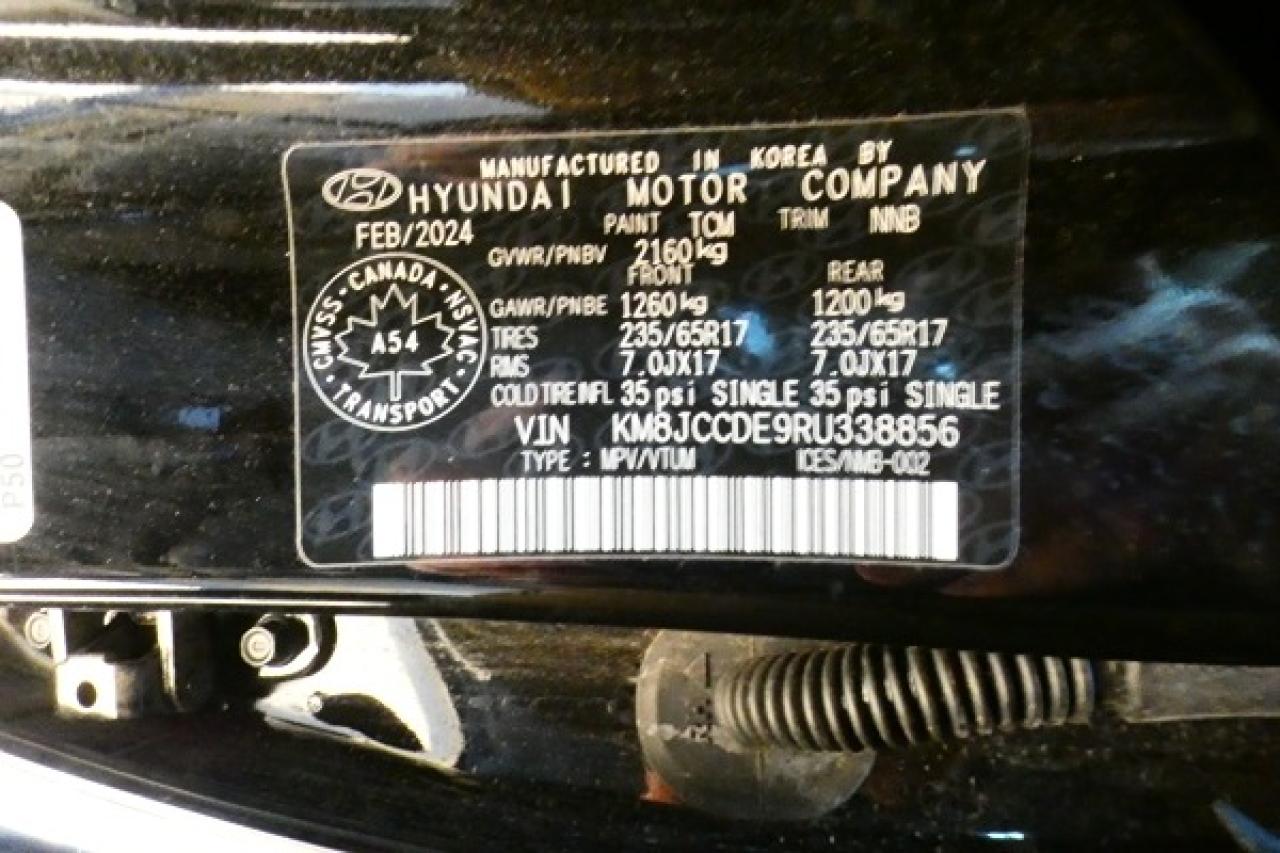 MANUFACTURED IN KOREA BY
HYUNDAI MOTOR COMPANY
FEB/2024 PAINT TCM TRIM NNB
GVWR/PNBV 2160kg
FRONT REAR
GAWR/PNBE 1260kg 1200kg
TIRES 235/65R17 235/65R17
RIMS 7.0JX17 7.0JX17
COLD TIRE INFL 35psi SINGLE 35psi SINGLE
VIN KM8JCCDE9RU338856
TYPE : MPV/VTUM ICES/NMB-002
CMVSS - CANADA - NSVAC
A54
· TRANSPORT ·
P50